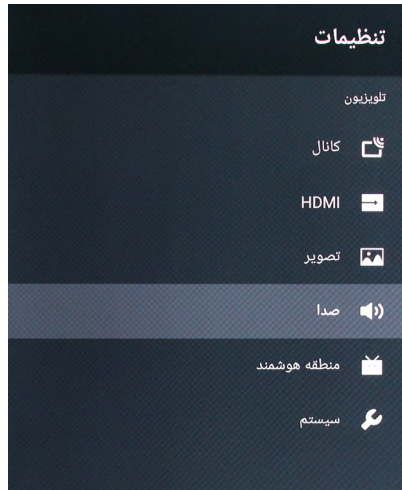 تنظیمات
تلویزیون
کانال
HDMI
تصویر
صدا
منطقه هوشمند
سیستم